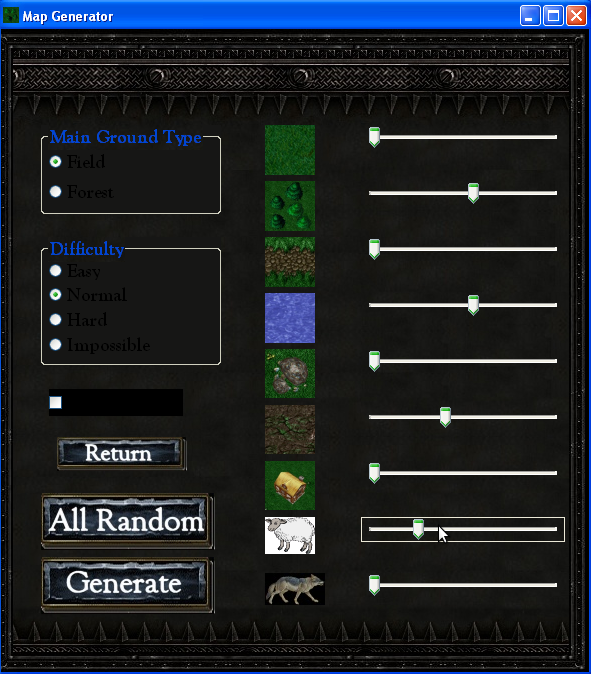 Map Generator
Main Ground Type
Field
Forest
Difficulty
Easy
Normal
Hard
Impossible
Return
All Random
Generate